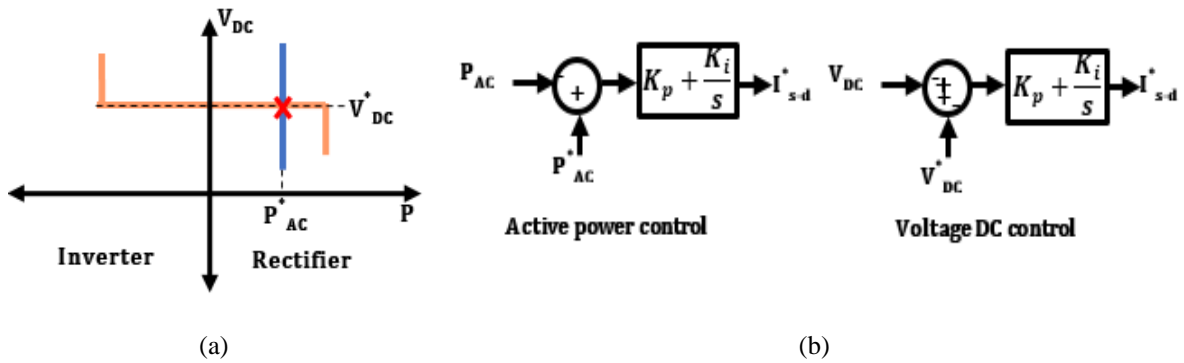 V_DC
V*_DC
P
P*_AC
Inverter
Rectifier
(a)
P_AC
-
+
K_p + K_i/s
I*_s-d
P*_AC
Active power control
V_DC
K_p + K_i/s
I*_s-d
V*_DC
Voltage DC control
(b)